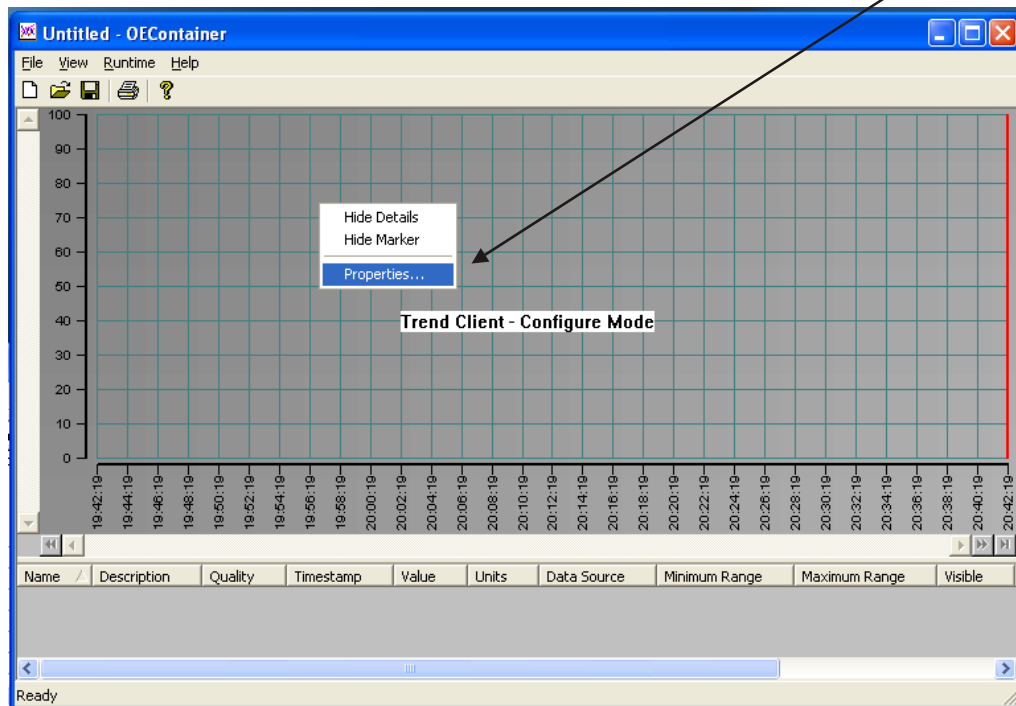 Untitled - OEContainer
File View Runtime Help
100
90
80
70
60
50
40
30
20
10
0
Hide Details
Hide Marker
Properties...
Trend Client - Configure Mode
19:42:19 19:44:19 19:46:19 19:48:19 19:50:19 19:52:19 19:54:19 19:56:19 19:58:19 20:00:19 20:02:19 20:04:19 20:06:19 20:08:19 20:10:19 20:12:19 20:14:19 20:16:19 20:18:19 20:20:19 20:22:19 20:24:19 20:26:19 20:28:19 20:30:19 20:32:19 20:34:19 20:36:19 20:38:19 20:40:19 20:42:19
Name Description Quality Timestamp Value Units Data Source Minimum Range Maximum Range Visible
Ready